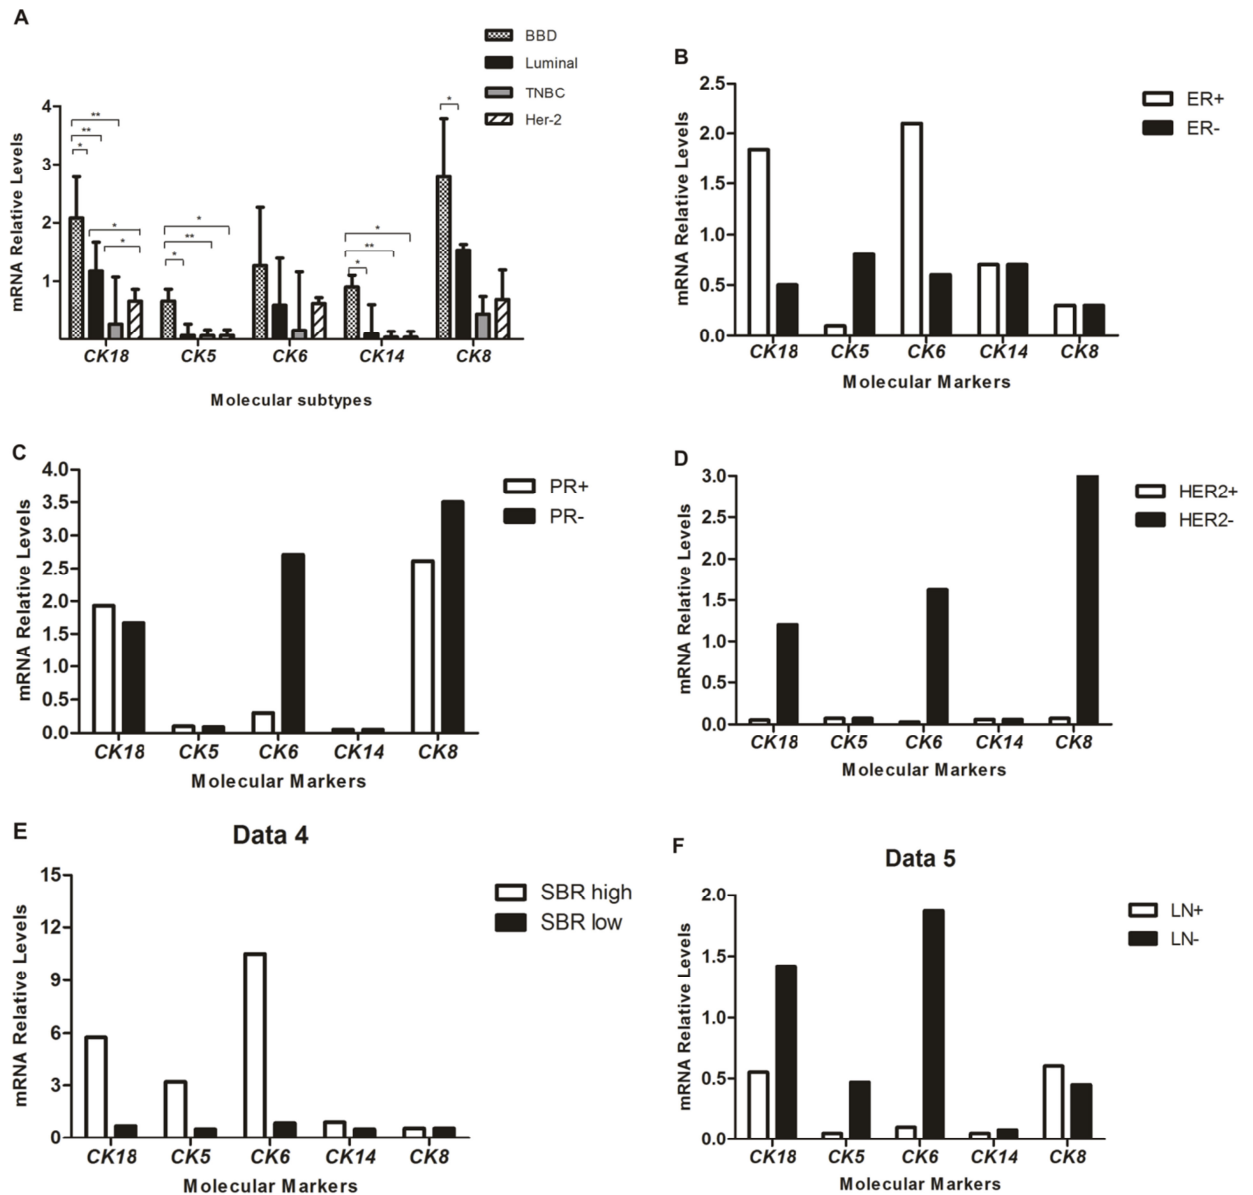 A
BBD
Luminal
TNBC
Her-2
mRNA Relative Levels
4
3
2
1
** ** * * * * ** * * ** * *
CK18 CK5 CK6 CK14 CK8
Molecular subtypes
B
ER+
ER-
mRNA Relative Levels
2.5
2.0
1.5
1.0
0.5
0.0
CK18 CK5 CK6 CK14 CK8
Molecular Markers
C
PR+
PR-
mRNA Relative Levels
4.0
3.5
3.0
2.5
2.0
1.5
1.0
0.5
0.0
CK18 CK5 CK6 CK14 CK8
Molecular Markers
D
HER2+
HER2-
mRNA Relative Levels
3.0
2.5
2.0
1.5
1.0
0.5
0.0
CK18 CK5 CK6 CK14 CK8
Molecular Markers
E
Data 4
SBR high
SBR low
mRNA Relative Levels
15
12
9
6
3
0
CK18 CK5 CK6 CK14 CK8
Molecular Markers
F
Data 5
LN+
LN-
mRNA Relative Levels
2.0
1.5
1.0
0.5
0.0
CK18 CK5 CK6 CK14 CK8
Molecular Markers